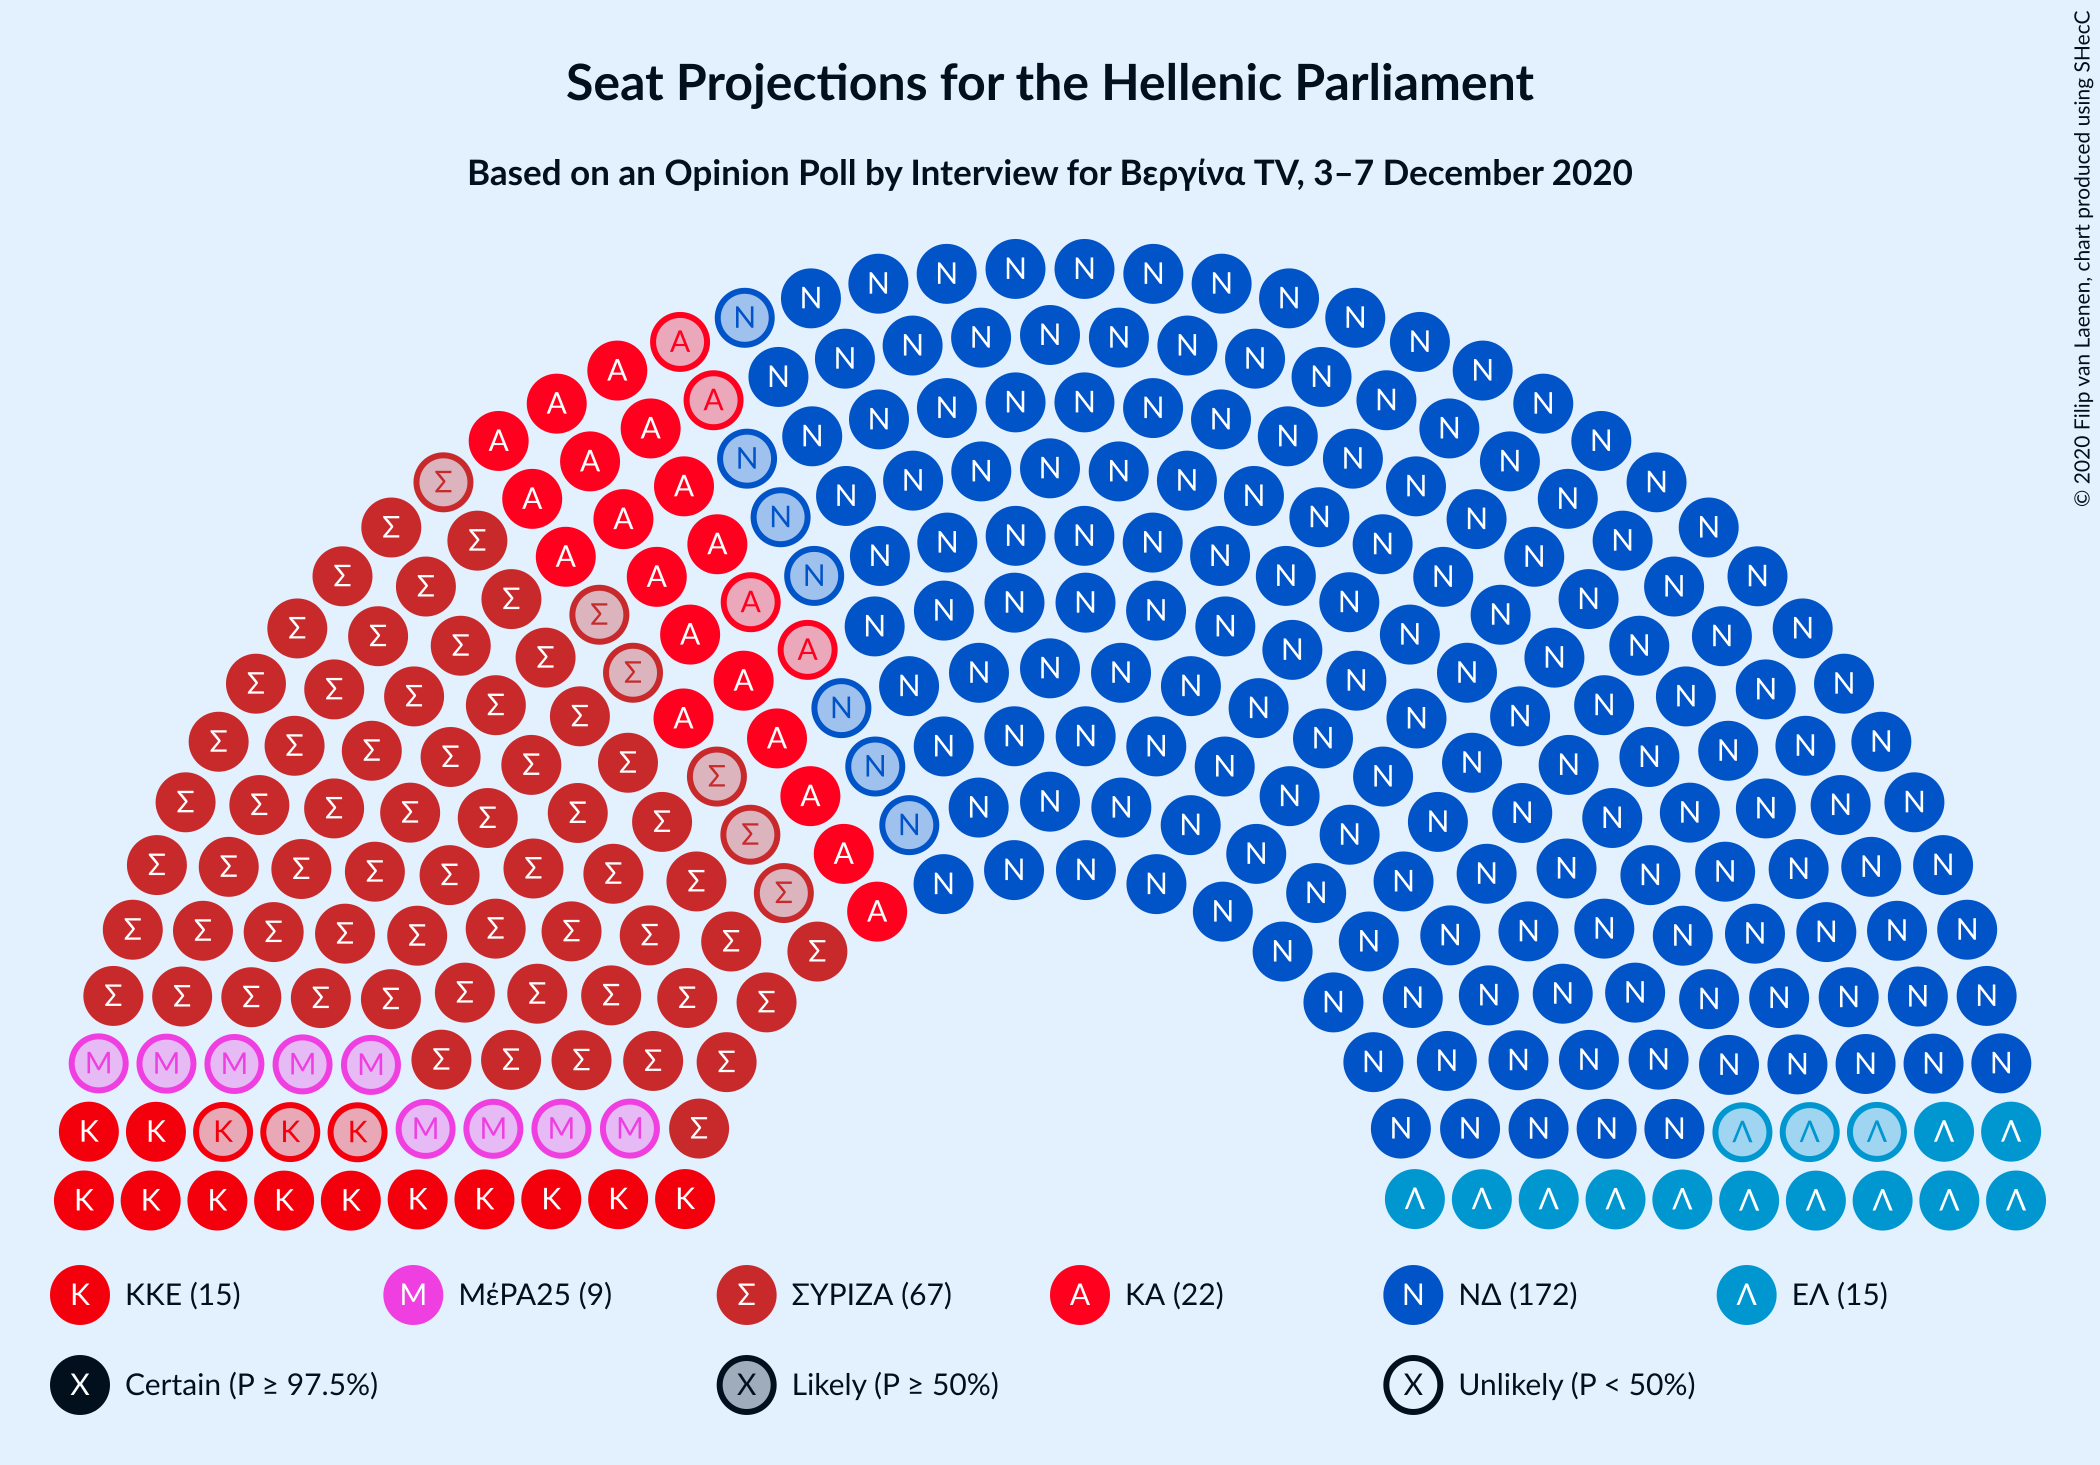 Seat Projections for the Hellenic Parliament
Based on an Opinion Poll by Interview for Βεργίνα TV, 3–7 December 2020
© 2020 Filip van Laenen, chart produced using SHecC
Κ ΚΚΕ (15)
Μ ΜέΡΑ25 (9)
Σ ΣΥΡΙΖΑ (67)
Α ΚΑ (22)
Ν ΝΔ (172)
Λ ΕΛ (15)
X Certain (P ≥ 97.5%)
X Likely (P ≥ 50%)
X Unlikely (P < 50%)